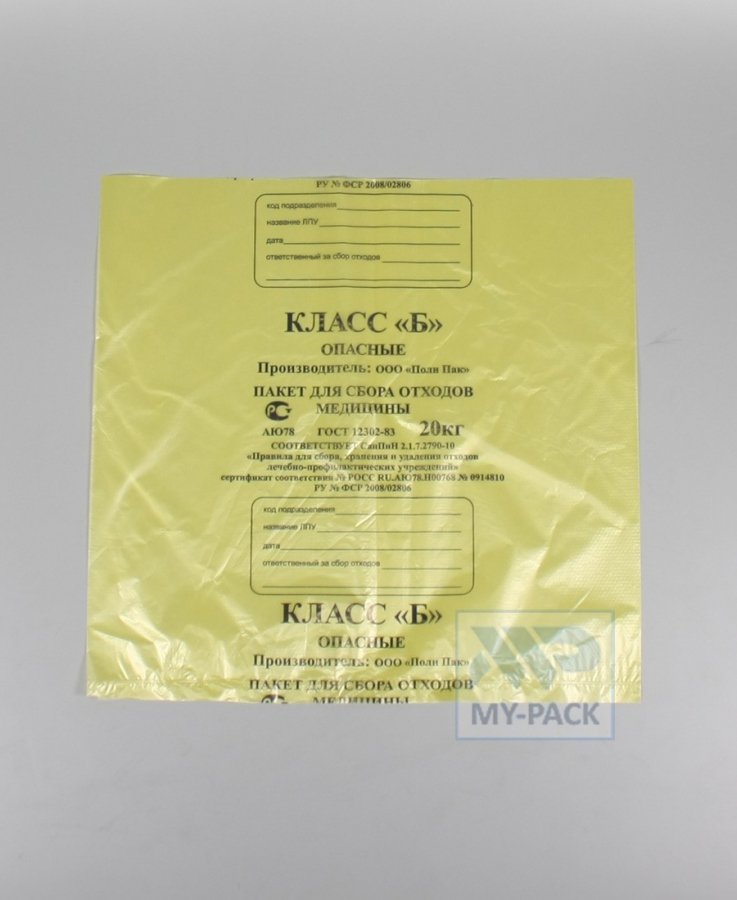 РУ № ФСР 2008/02806
код подразделения
название ЛПУ
дата
ответственный за сбор отходов
КЛАСС «Б»
ОПАСНЫЕ
Производитель: ООО «Поли Пак»
ПАКЕТ ДЛЯ СБОРА ОТХОДОВ
МЕДИЦИНЫ
АЮ78 ГОСТ 12302-83 20кг
СООТВЕТСТВУЕТ СанПиН 2.1.7.2790-10
«Правила для сбора, хранения и удаления отходов
лечебно-профилактических учреждений»
сертификат соответствия № РОСС RU.АЮ78.Н00768 № 0914810
РУ № ФСР 2008/02806
код подразделения
название ЛПУ
дата
ответственный за сбор отходов
КЛАСС «Б»
ОПАСНЫЕ
Производитель: ООО «Поли Пак»
ПАКЕТ ДЛЯ СБОРА ОТХОДОВ
МЕДИЦИНЫ
MP
MY-PACK